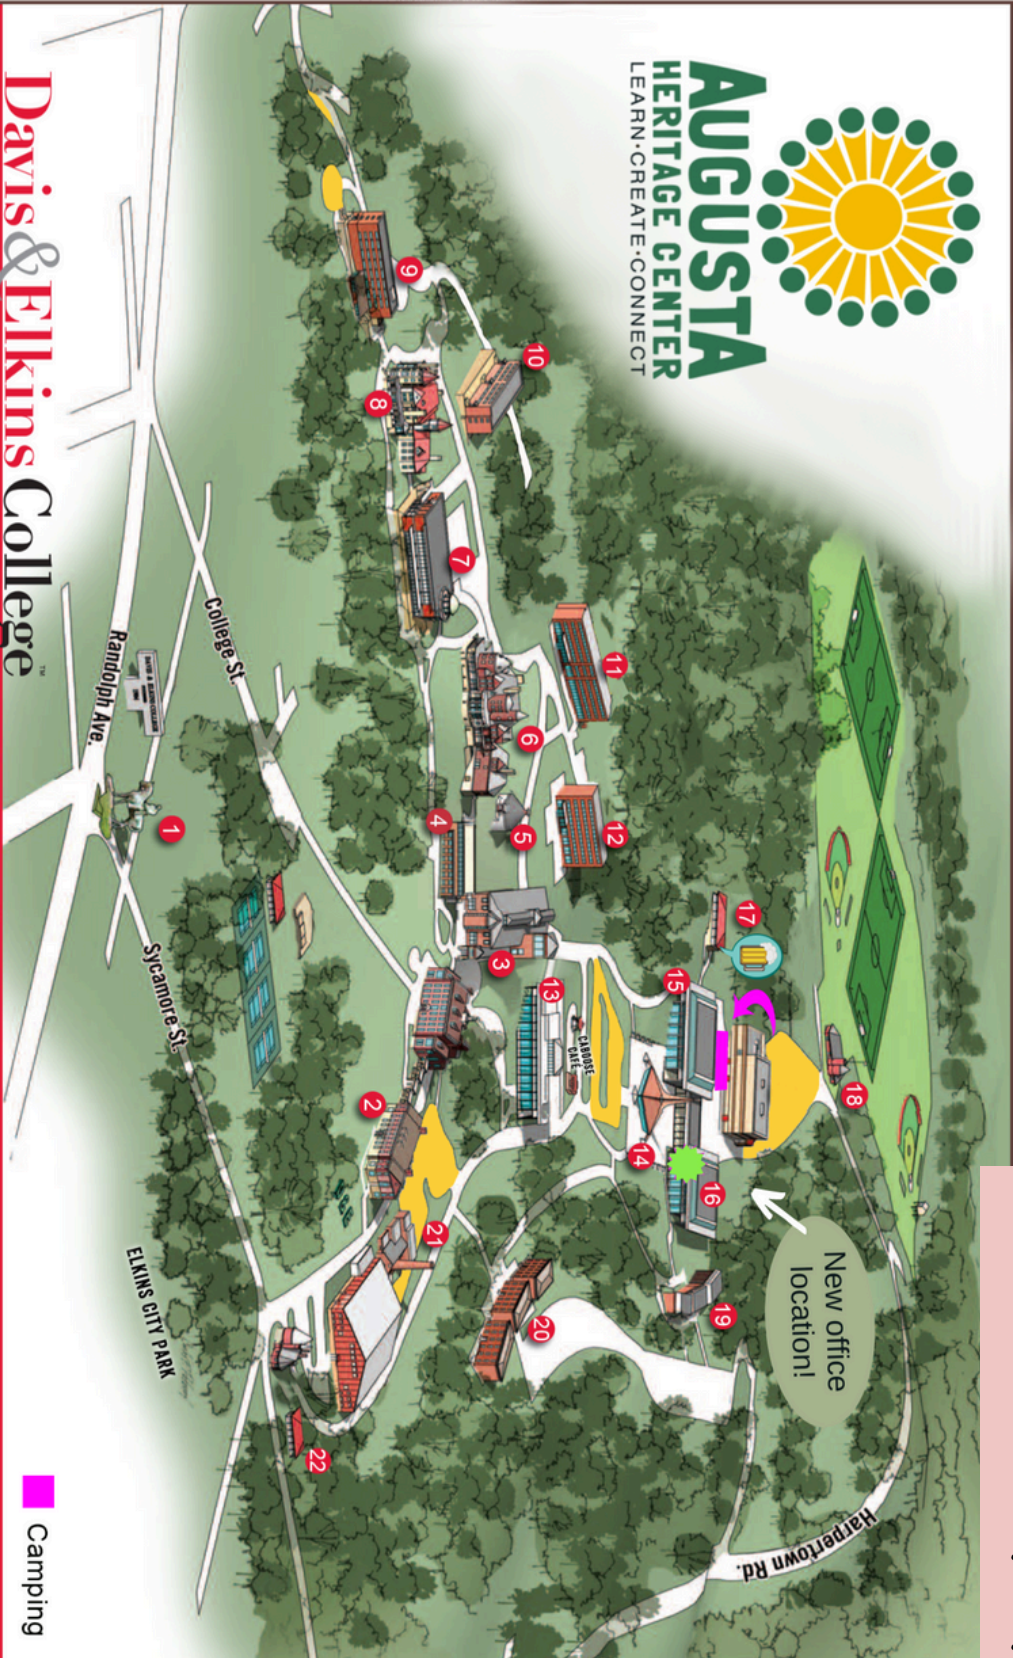 AUGUSTA
HERITAGE CENTER
LEARN•CREATE•CONNECT
9
10
8
7
11
6
12
5
4
3
17
15
13
CABOOSE
CAFÉ
18
14
16
2
21
19
20
22
1
New office
location!
College St.
Randolph Ave.
Sycamore St.
Harpertown Rd.
ELKINS CITY PARK
Davis&Elkins College™
Camping